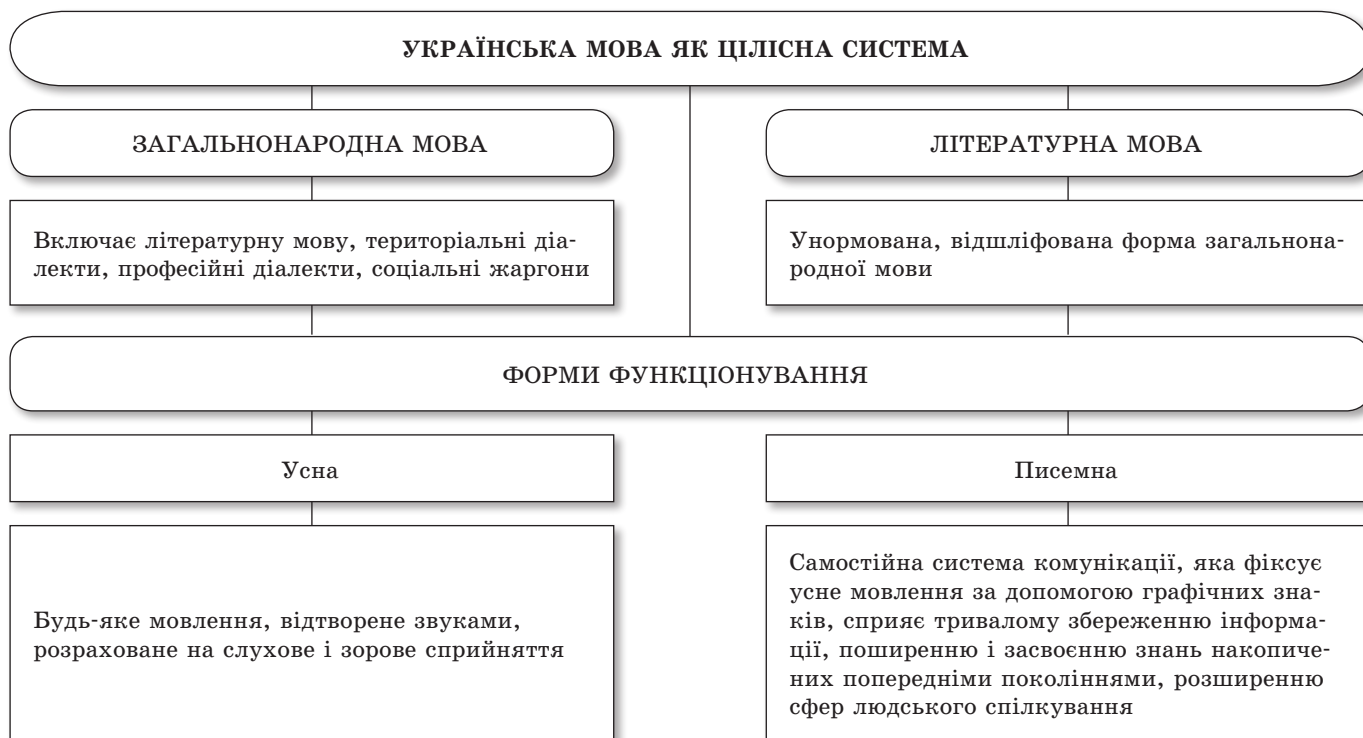 УКРАЇНСЬКА МОВА ЯК ЦІЛІСНА СИСТЕМА
ЗАГАЛЬНОНАРОДНА МОВА
Включає літературну мову, територіальні діа-
лекти, професійні діалекти, соціальні жаргони
ЛІТЕРАТУРНА МОВА
Унормована, відшліфована форма загальнона-
родної мови
ФОРМИ ФУНКЦІОНУВАННЯ
Усна
Будь-яке мовлення, відтворене звуками,
розраховане на слухове і зорове сприйняття
Писемна
Самостійна система комунікації, яка фіксує
усне мовлення за допомогою графічних зна-
ків, сприяє тривалому збереженню інформа-
ції, поширенню і засвоєнню знань накопиче-
них попередніми поколіннями, розширенню
сфер людського спілкування